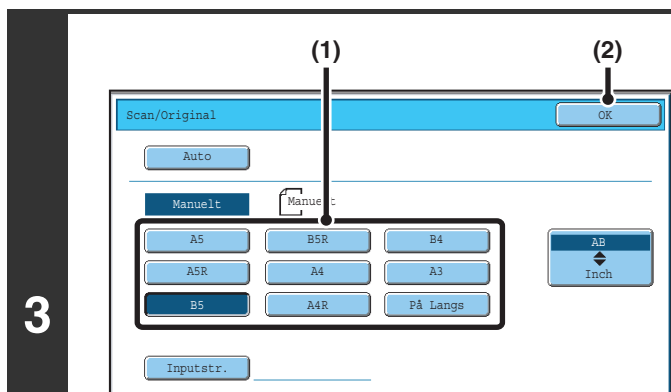 (1) (2)
Scan/Original OK
Auto
Manuelt Manuelt
A5 B5R B4 AB
A5R A4 A3 Inch
B5 A4R På Langs
3
Inputstr.